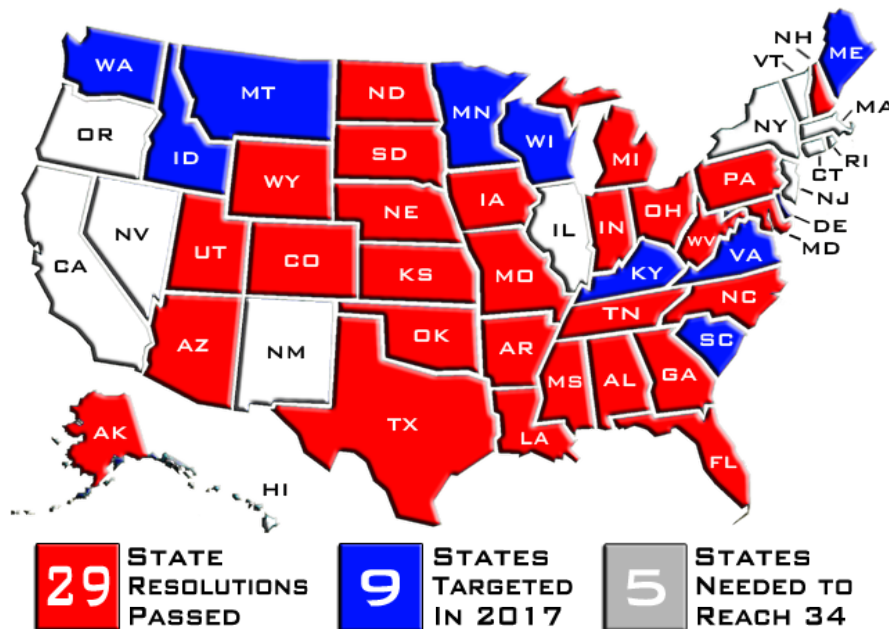 NH
ME
WA
VT
MT
ND
MN
MA
OR
NY
WI
ID
SD
MI
RI
WY
CT
PA
IA
NJ
NE
OH
NV
IL
IN
DE
UT
WV
CO
MD
CA
VA
KS
MO
KY
NC
TN
OK
SC
AZ
NM
AR
MS
AL
GA
TX
AK
LA
FL
HI
29
STATE
RESOLUTIONS
PASSED
9
STATES
TARGETED
IN 2017
5
STATES
NEEDED TO
REACH 34